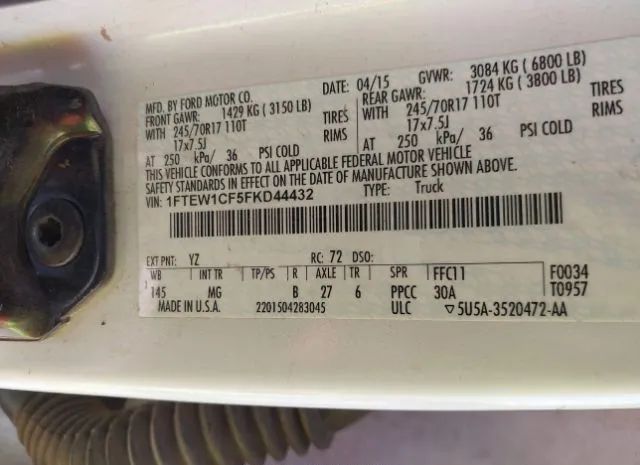 MFD. BY FORD MOTOR CO.
DATE: 04/15 GVWR: 3084 KG ( 6800 LB)
FRONT GAWR: 1429 KG ( 3150 LB) REAR GAWR: 1724 KG ( 3800 LB)
WITH 245/70R17 110T TIRES WITH 245/70R17 110T TIRES
17x7.5J RIMS 17x7.5J RIMS
AT 250 kPa/ 36 PSI COLD AT 250 kPa/ 36 PSI COLD
THIS VEHICLE CONFORMS TO ALL APPLICABLE FEDERAL MOTOR VEHICLE
SAFETY STANDARDS IN EFFECT ON THE DATE OF MANUFACTURE SHOWN ABOVE.
VIN: 1FTEW1CF5FKD44432 TYPE: Truck
EXT PNT: YZ RC: 72 DSO:
WB INT TR TP/PS R AXLE TR SPR FFC11 F0034
145 MG B 27 6 PPCC 30A T0957
MADE IN U.S.A. 2201504283045 ULC ▽5U5A-3520472-AA